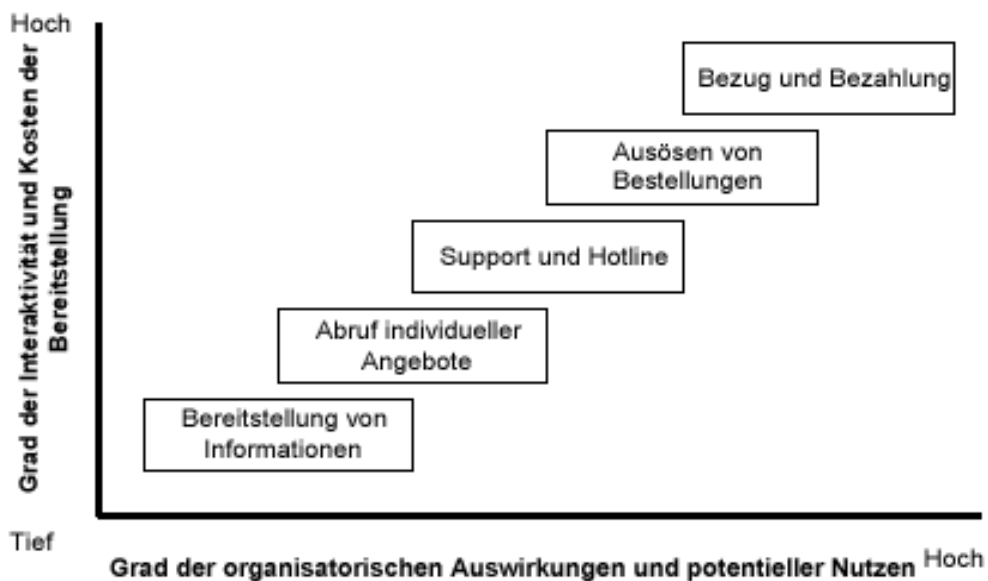 Hoch
Grad der Interaktivität und Kosten der
Bereitstellung
Bezug und Bezahlung
Ausösen von
Bestellungen
Support und Hotline
Abruf individueller
Angebote
Bereitstellung von
Informationen
Tief
Grad der organisatorischen Auswirkungen und potentieller Nutzen
Hoch